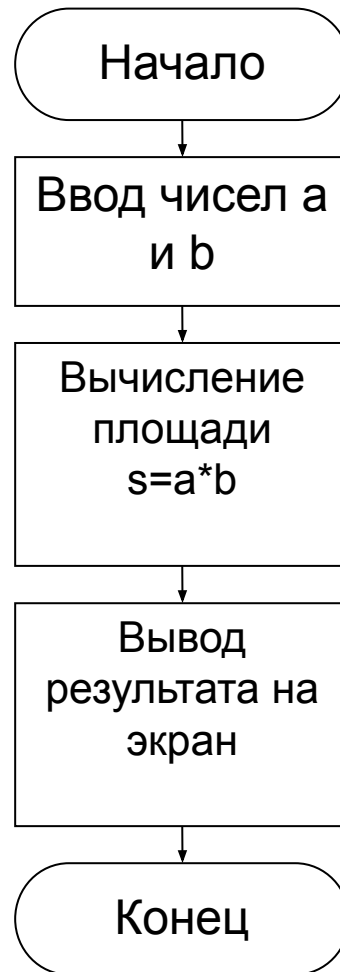 Начало
Ввод чисел a
и b
Вычисление
площади
s=a*b
Вывод
результата на
экран
Конец